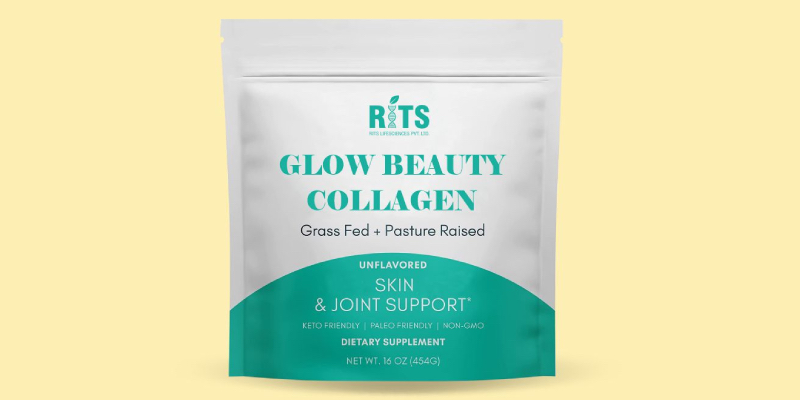 RITS
RITS LIFESCIENCES PVT. LTD.
GLOW BEAUTY
COLLAGEN
Grass Fed + Pasture Raised
UNFLAVORED
SKIN
& JOINT SUPPORT*
KETO FRIENDLY | PALEO FRIENDLY | NON-GMO
DIETARY SUPPLEMENT
NET WT. 16 OZ (454G)